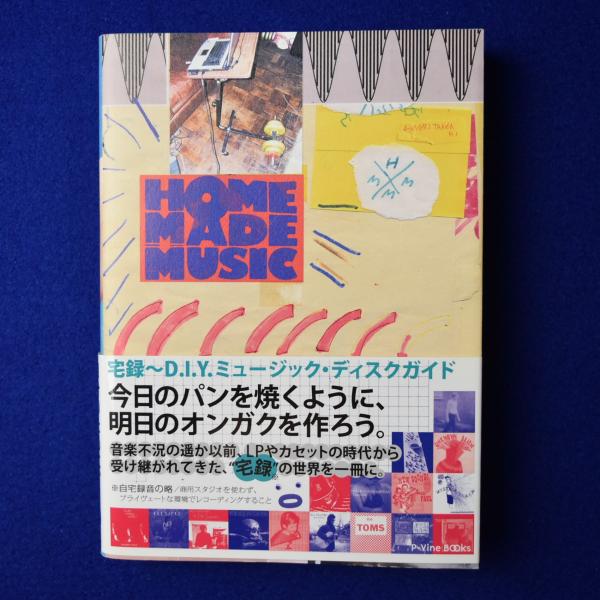 H
3 3
3
HOME
MADE
MUSIC
宅録〜D.I.Y.ミュージック・ディスクガイド
今日のパンを焼くように、
明日のオンガクを作ろう。
音楽不況の遥か以前、LPやカセットの時代から
受け継がれてきた、“宅録※”の世界を一冊に。
※自宅録音の略/商用スタジオを使わず、
プライヴェートな環境でレコーディングすること
TOMS
P-Vine BOOKs